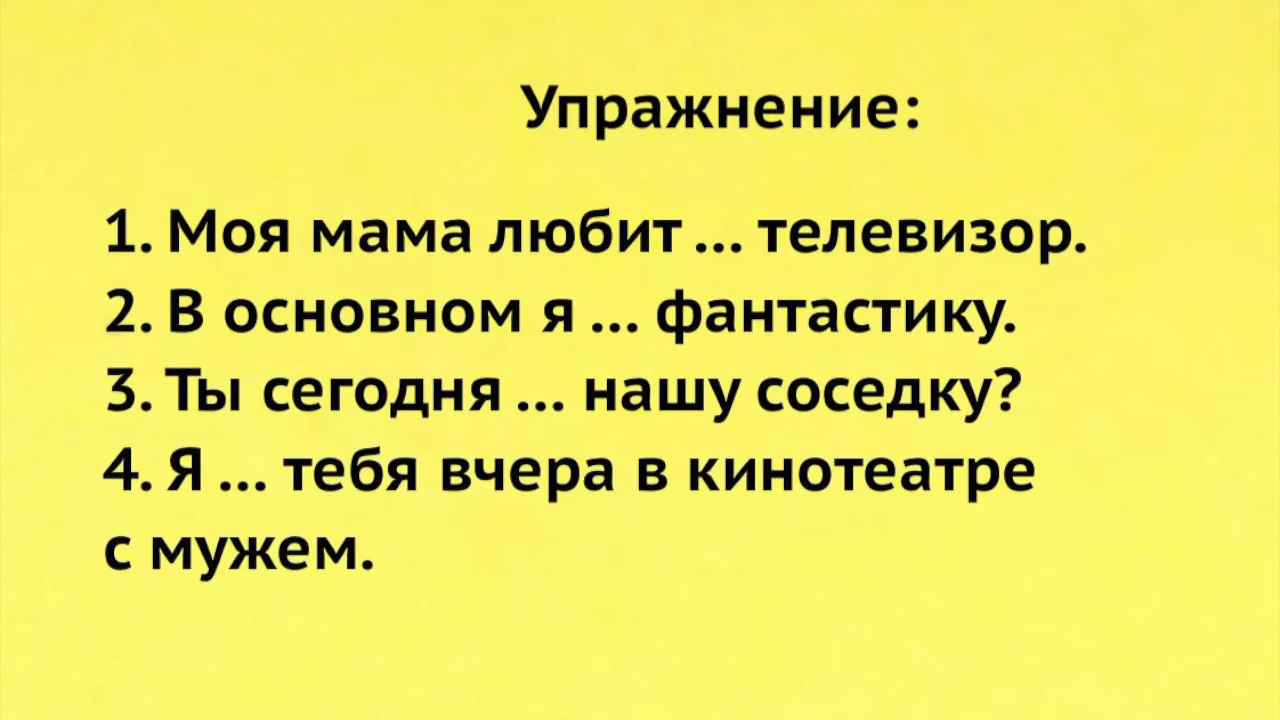 Упражнение:
1. Моя мама любит ... телевизор.
2. В основном я ... фантастику.
3. Ты сегодня ... нашу соседку?
4. Я ... тебя вчера в кинотеатре
с мужем.